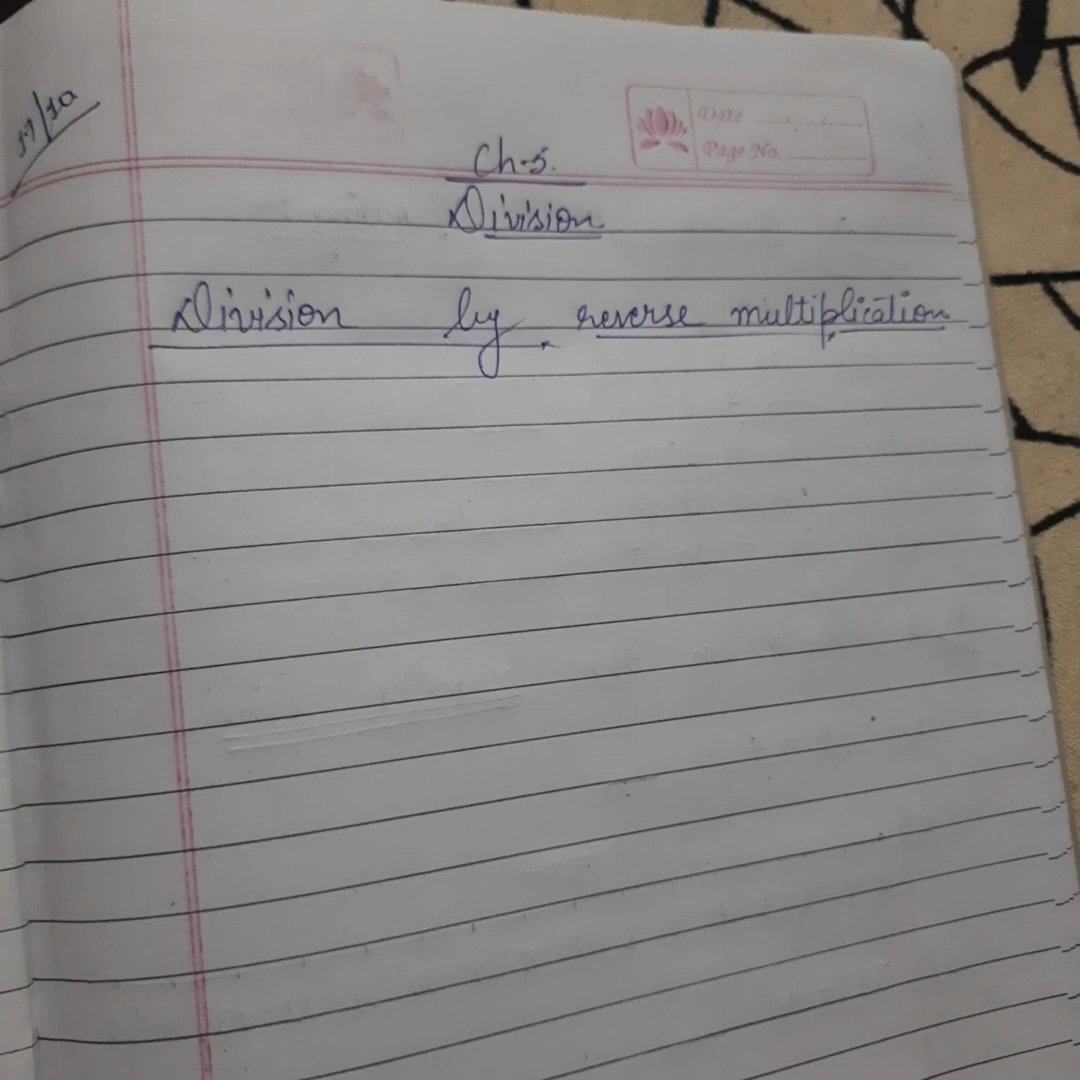 17/10
Date
Page No.
Ch-5.
Division
Division by reverse multiplication